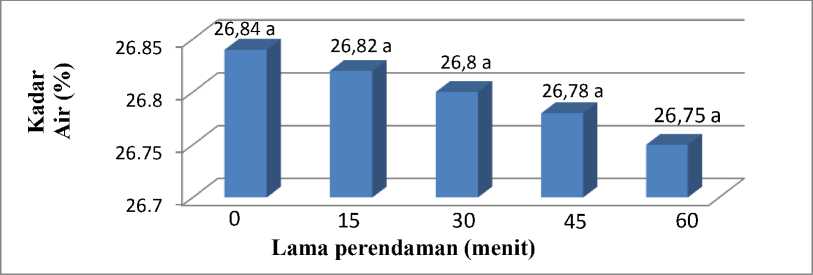 26,84 a
26,82 a
26,8 a
26,78 a
26,75 a
26.85
26.8
26.75
26.7
Kadar
Air (%)
0 15 30 45 60
Lama perendaman (menit)